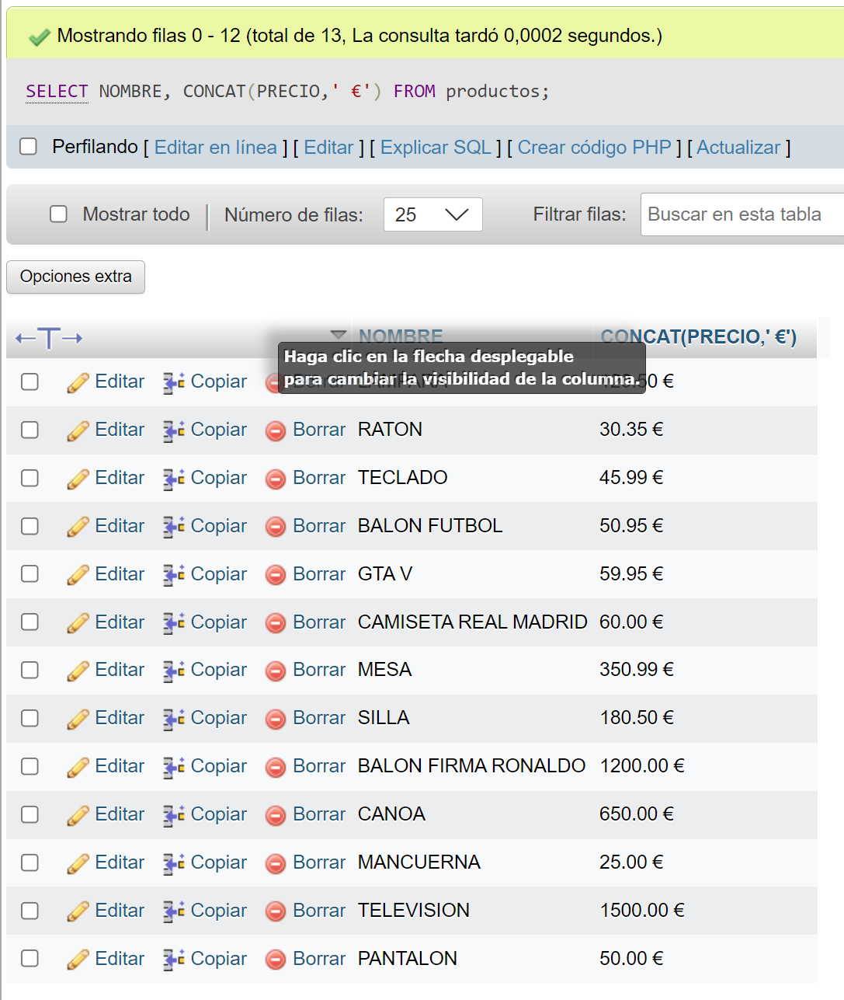 Mostrando filas 0 - 12 (total de 13, La consulta tardó 0,0002 segundos.)
SELECT NOMBRE, CONCAT(PRECIO,' €') FROM productos;
Perfilando [ Editar en línea ] [ Editar ] [ Explicar SQL ] [ Crear código PHP ] [ Actualizar ]
Mostrar todo | Número de filas: 25 Filtrar filas: Buscar en esta tabla
Opciones extra
←T→ NOMBRE CONCAT(PRECIO,' €')
Haga clic en la flecha desplegable
para cambiar la visibilidad de la columna.
Editar Copiar Borrar LAMPARA €
Editar Copiar Borrar RATON 30.35 €
Editar Copiar Borrar TECLADO 45.99 €
Editar Copiar Borrar BALON FUTBOL 50.95 €
Editar Copiar Borrar GTA V 59.95 €
Editar Copiar Borrar CAMISETA REAL MADRID 60.00 €
Editar Copiar Borrar MESA 350.99 €
Editar Copiar Borrar SILLA 180.50 €
Editar Copiar Borrar BALON FIRMA RONALDO 1200.00 €
Editar Copiar Borrar CANOA 650.00 €
Editar Copiar Borrar MANCUERNA 25.00 €
Editar Copiar Borrar TELEVISION 1500.00 €
Editar Copiar Borrar PANTALON 50.00 €